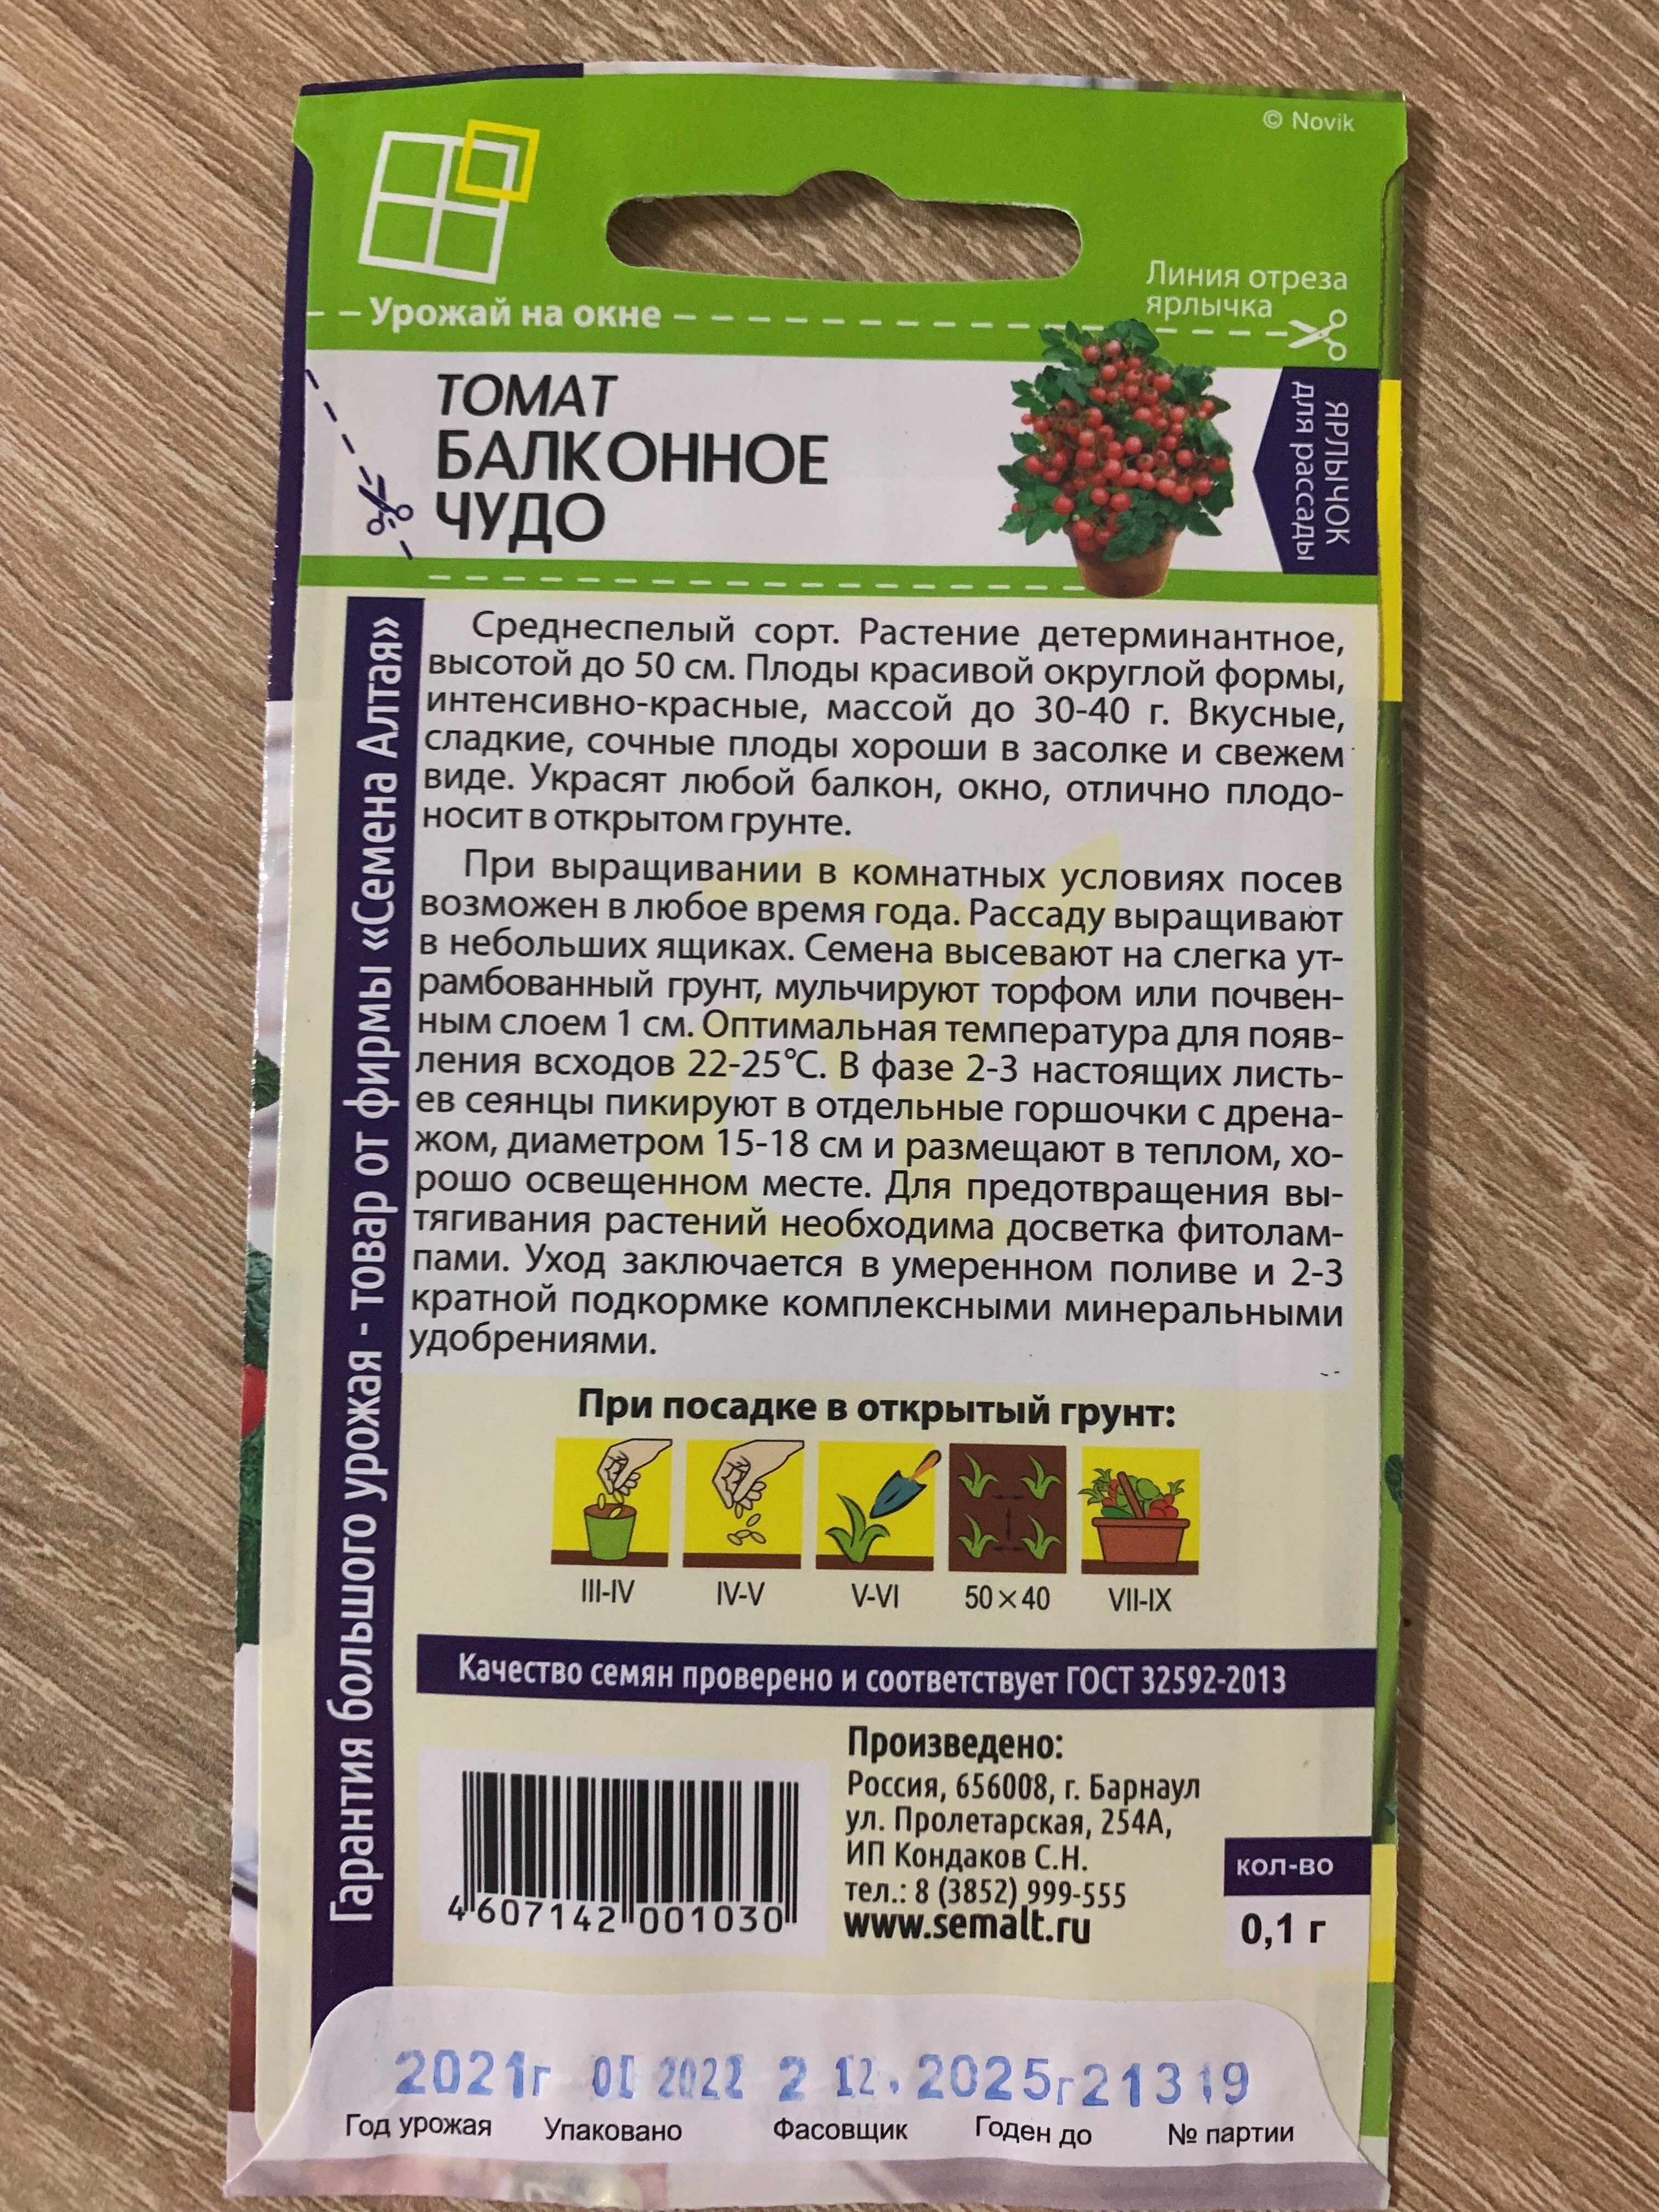 © Novik
Линия отреза
ярлычка
Урожай на окне
ТОМАТ
БАЛКОННОЕ
ЧУДО
ЯРЛЫЧОК
для рассады
Гарантия большого урожая - товар от фирмы «Семена Алтая»
Среднеспелый сорт. Растение детерминантное,
высотой до 50 см. Плоды красивой округлой формы,
интенсивно-красные, массой до 30-40 г. Вкусные,
сладкие, сочные плоды хороши в засолке и свежем
виде. Украсят любой балкон, окно, отлично плодо-
носит в открытом грунте.
При выращивании в комнатных условиях посев
возможен в любое время года. Рассаду выращивают
в небольших ящиках. Семена высевают на слегка ут-
рамбованный грунт, мульчируют торфом или почвен-
ным слоем 1 см. Оптимальная температура для появ-
ления всходов 22-25°С. В фазе 2-3 настоящих листь-
ев сеянцы пикируют в отдельные горшочки с дрена-
жом, диаметром 15-18 см и размещают в теплом, хо-
рошо освещенном месте. Для предотвращения вы-
тягивания растений необходима досветка фитолам-
пами. Уход заключается в умеренном поливе и 2-3
кратной подкормке комплексными минеральными
удобрениями.
При посадке в открытый грунт:
III-IV IV-V V-VI 50×40 VII-IX
Качество семян проверено и соответствует ГОСТ 32592-2013
Произведено:
Россия, 656008, г. Барнаул
ул. Пролетарская, 254А,
ИП Кондаков С.Н.
тел.: 8 (3852) 999-555
www.semalt.ru
кол-во
0,1 г
4 607142 001030
2021г 01 2022 2 12. 2025г 21319
Год урожая Упаковано Фасовщик Годен до № партии